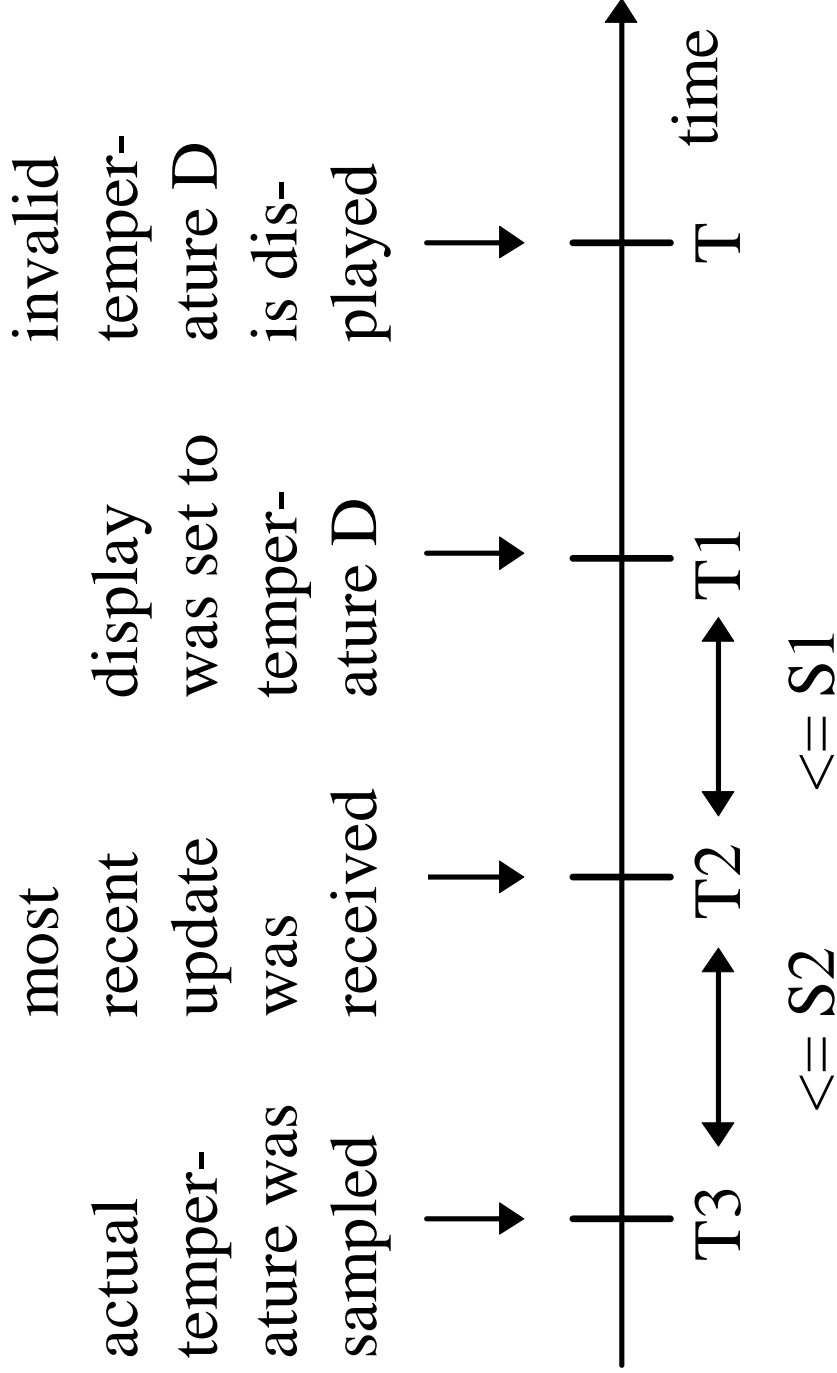 actual
temper-
ature was
sampled
most
recent
update
was
received
display
was set to
temper-
ature D
invalid
temper-
ature D
is dis-
played
T3
T2
T1
T
time
<= S2
<= S1